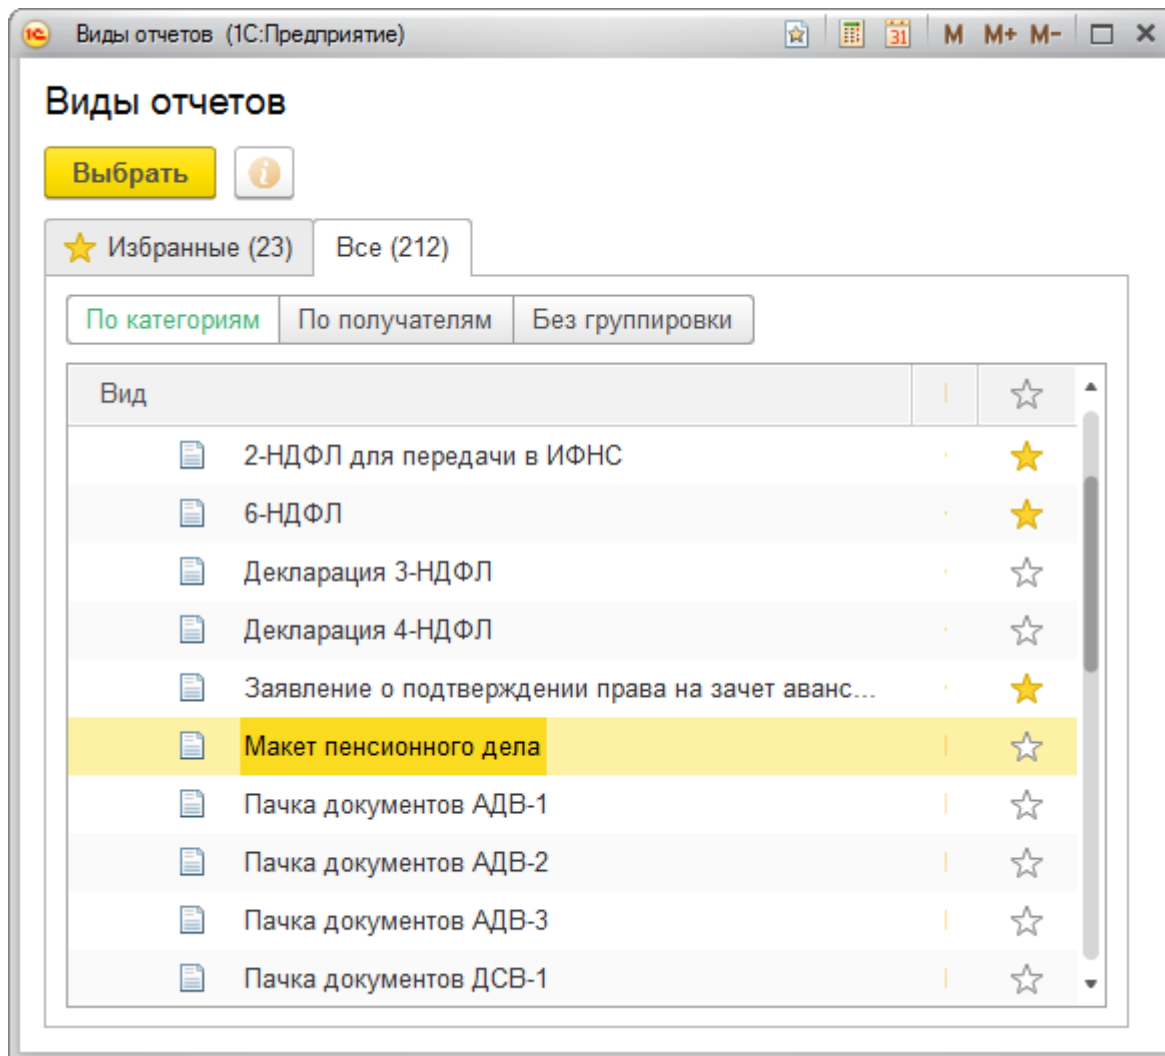 1С Виды отчетов (1С:Предприятие) 31 M M+ M-
Виды отчетов
Выбрать i
Избранные (23) Все (212)
По категориям По получателям Без группировки
Вид
2-НДФЛ для передачи в ИФНС
6-НДФЛ
Декларация 3-НДФЛ
Декларация 4-НДФЛ
Заявление о подтверждении права на зачет аванс...
Макет пенсионного дела
Пачка документов АДВ-1
Пачка документов АДВ-2
Пачка документов АДВ-3
Пачка документов ДСВ-1